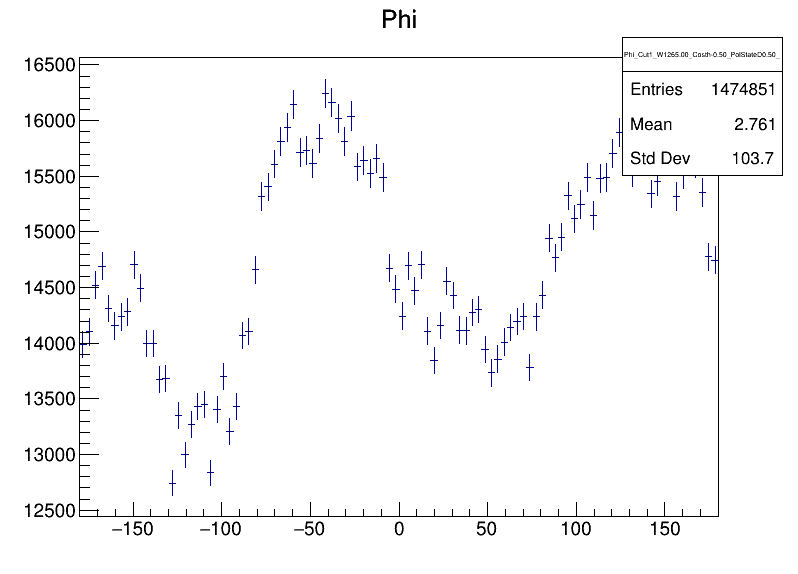 Phi
Phi_Cut1_W1265.00_Costh-0.50_PolStateD0.50_
Entries 1474851
Mean 2.761
Std Dev 103.7
16500
16000
15500
15000
14500
14000
13500
13000
12500
−150 −100 −50 0 50 100 150